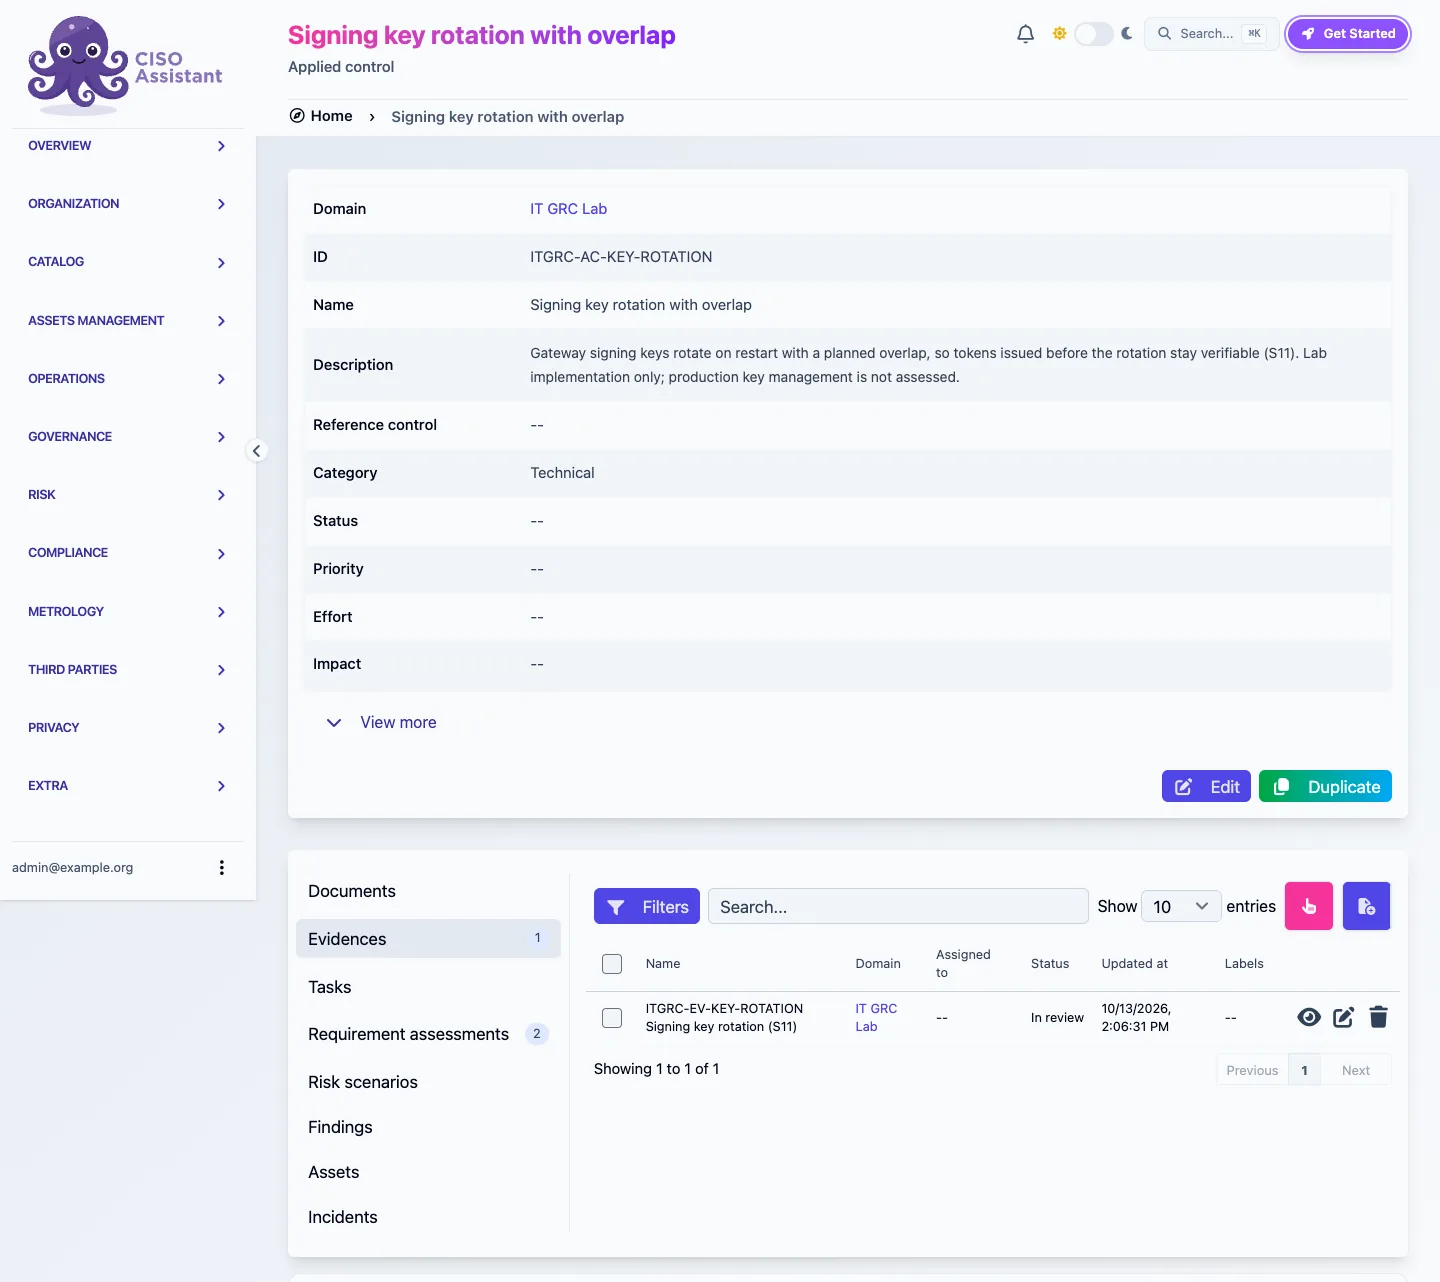 CISO
Assistant
Signing key rotation with overlap
Applied control
Search...
⌘K
Get Started
Home
Signing key rotation with overlap
OVERVIEW
ORGANIZATION
CATALOG
ASSETS MANAGEMENT
OPERATIONS
GOVERNANCE
RISK
COMPLIANCE
METROLOGY
THIRD PARTIES
PRIVACY
EXTRA
admin@example.org
Domain IT GRC Lab
ID ITGRC-AC-KEY-ROTATION
Name Signing key rotation with overlap
Description Gateway signing keys rotate on restart with a planned overlap, so tokens issued before the rotation stay verifiable (S11). Lab
implementation only; production key management is not assessed.
Reference control --
Category Technical
Status --
Priority --
Effort --
Impact --
View more
Edit
Duplicate
Documents
Evidences 1
Tasks
Requirement assessments 2
Risk scenarios
Findings
Assets
Incidents
Filters
Search...
Show 10 entries
Name Domain Assigned to Status Updated at Labels
ITGRC-EV-KEY-ROTATION
Signing key rotation (S11)
IT GRC
Lab
--
In review
10/13/2026,
2:06:31 PM
--
Showing 1 to 1 of 1
Previous 1 Next